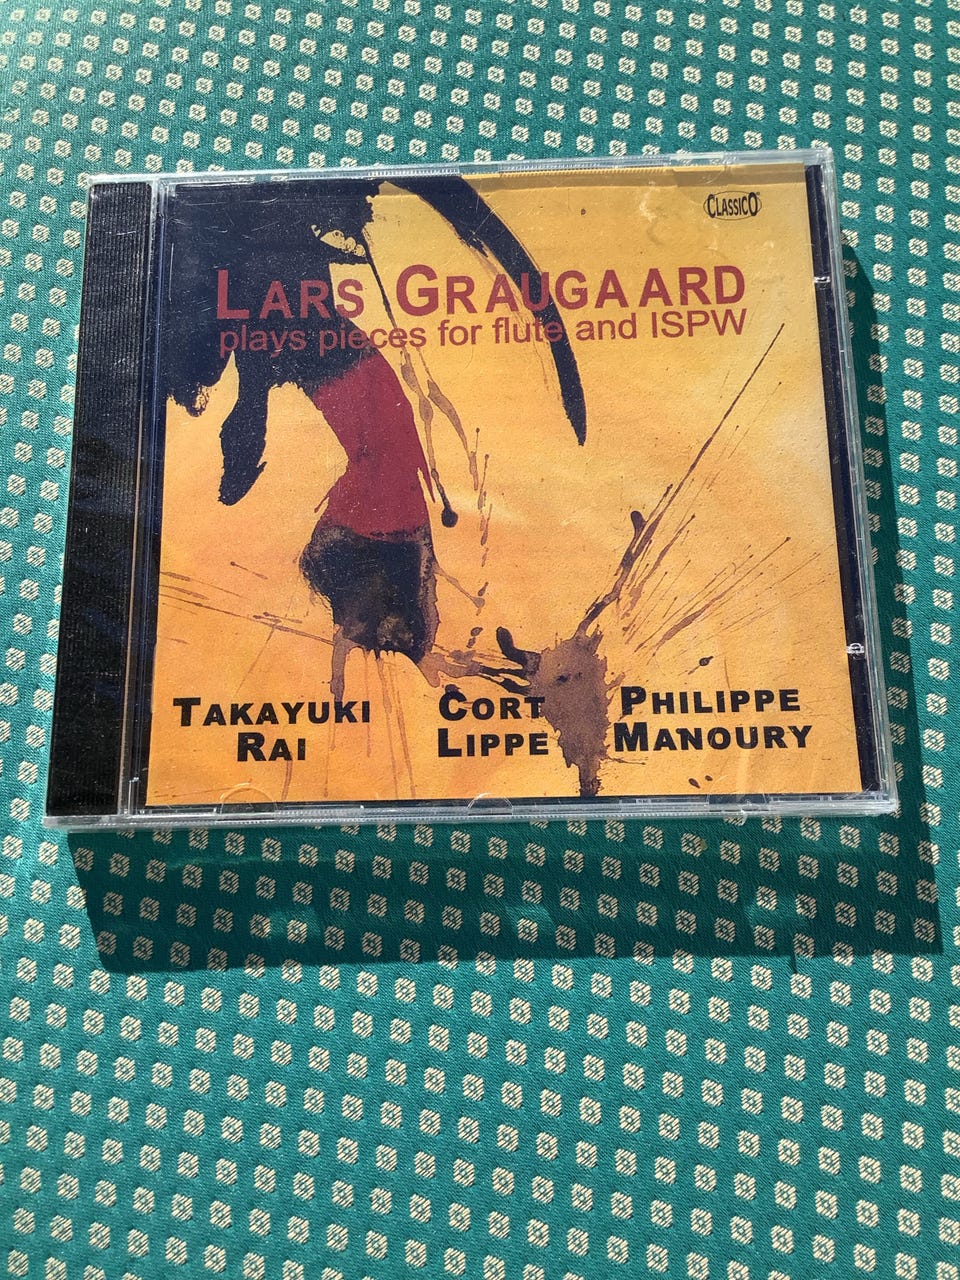 CLASSICO
LARS GRAUGAARD
plays pieces for flute and ISPW
TAKAYUKI
RAI
CORT
LIPPE
PHILIPPE
MANOURY